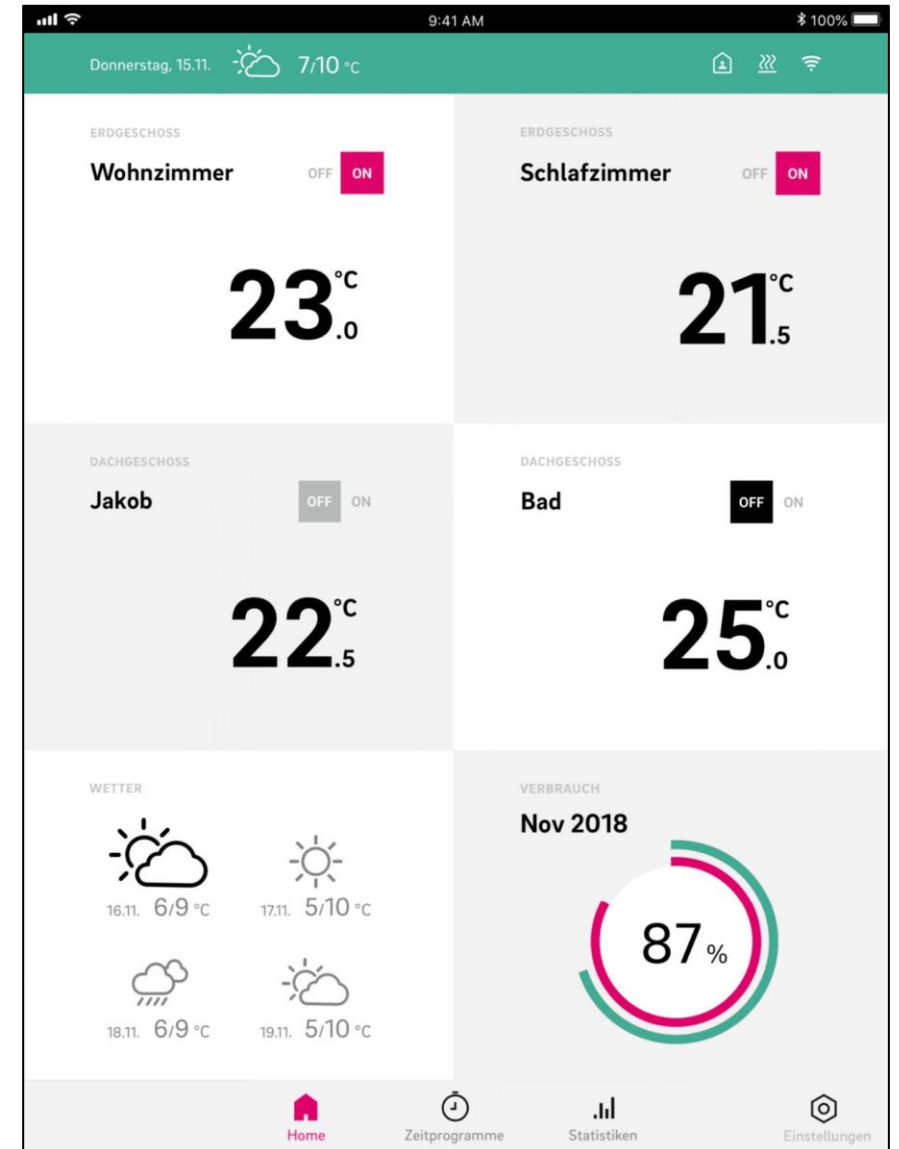 9:41 AM
100%
Donnerstag, 15.11. 7/10 °C
ERDGESCHOSS
Wohnzimmer OFF ON
23.0 °C
ERDGESCHOSS
Schlafzimmer OFF ON
21.5 °C
DACHGESCHOSS
Jakob OFF ON
22.5 °C
DACHGESCHOSS
Bad OFF ON
25.0 °C
WETTER
16.11. 6/9 °C 17.11. 5/10 °C
18.11. 6/9 °C 19.11. 5/10 °C
VERBRAUCH
Nov 2018
87 %
Home Zeitprogramme Statistiken Einstellungen